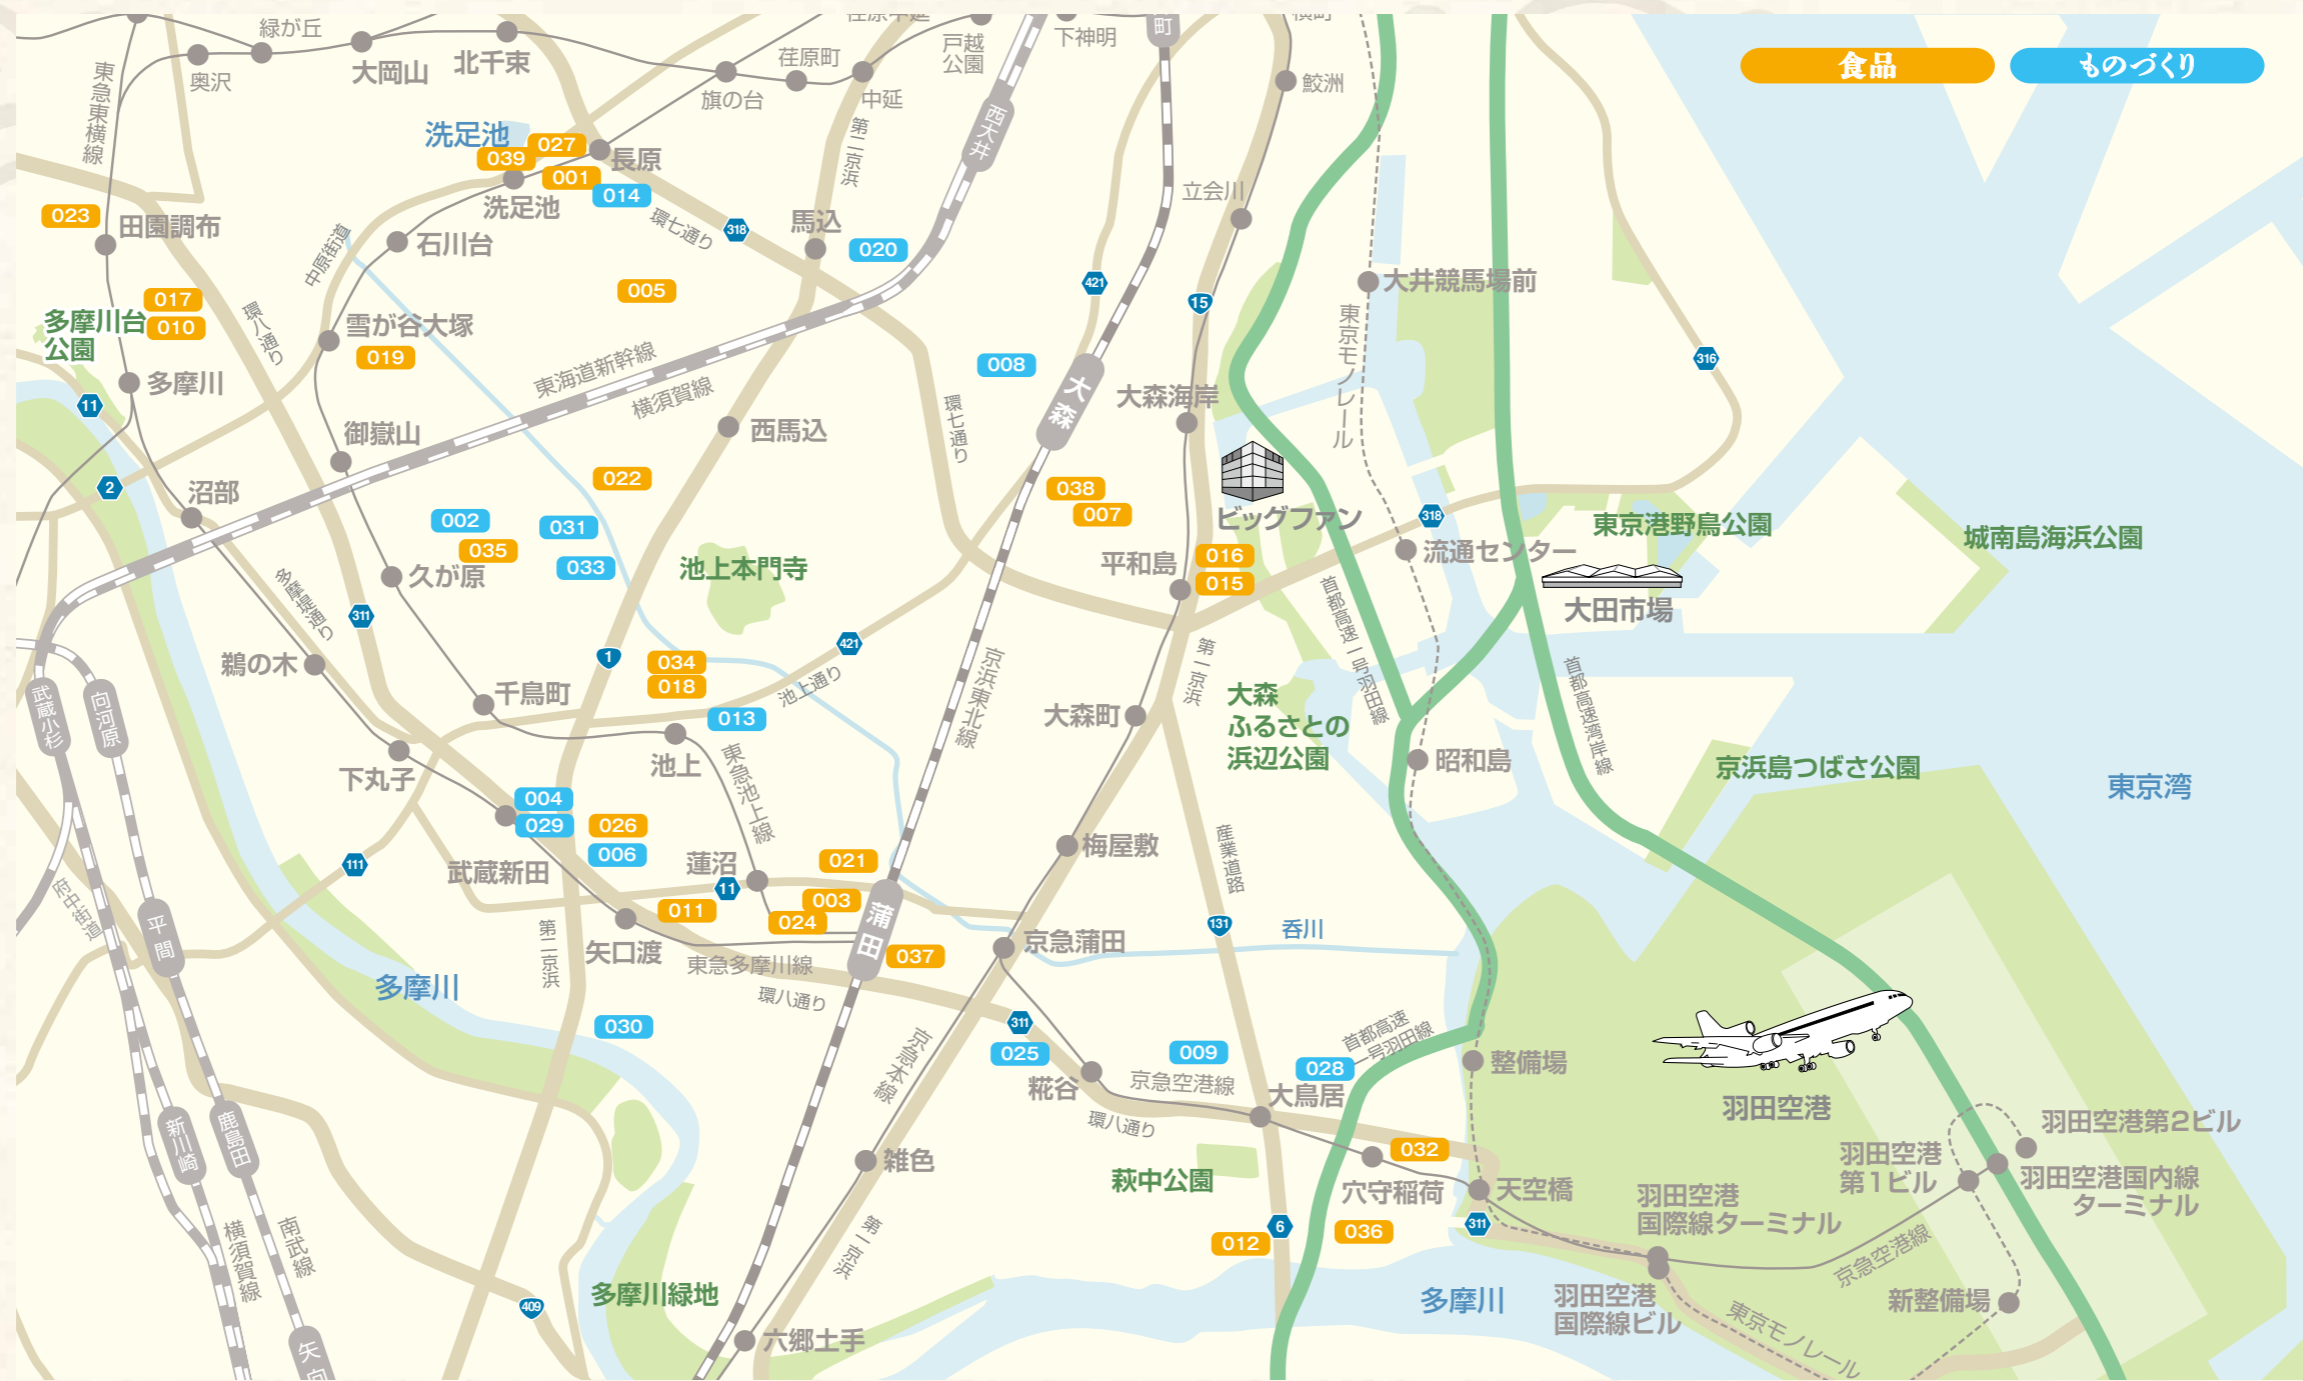 食品
ものづくり
緑が丘
奥沢
大岡山
北千束
荏原中延
荏原町
旗の台
中延
戸越
公園
下神明
町
鮫洲
東急東横線
洗足池
027
039
001
014
長原
洗足池
第二京浜
西大井
立会川
023
田園調布
中原街道
石川台
環七通り
318
馬込
020
005
421
15
大井競馬場前
017
010
多摩川台
公園
環八通り
雪が谷大塚
019
東海道新幹線
横須賀線
008
大森
大森海岸
東京モノレール
316
多摩川
11
御嶽山
西馬込
環七通り
2
沼部
022
038
007
ビッグファン
318
流通センター
東京港野鳥公園
城南島海浜公園
002
031
035
033
久が原
池上本門寺
平和島
016
015
大田市場
多摩堤通り
311
鵜の木
1
034
018
421
池上通り
013
千鳥町
池上
東急池上線
京浜東北線
第一京浜
首都高速一号羽田線
首都高速湾岸線
大森町
大森
ふるさとの
浜辺公園
昭和島
京浜島つばさ公園
東京湾
武蔵小杉
向河原
下丸子
004
029
026
006
武蔵新田
蓮沼
11
021
003
024
011
蒲田
037
梅屋敷
産業道路
131
呑川
京急蒲田
111
府中街道
平間
第二京浜
矢口渡
東急多摩川線
環八通り
多摩川
030
311
025
糀谷
京急本線
009
028
首都高速
一号羽田線
京急空港線
環八通り
大鳥居
整備場
羽田空港
新川崎
鹿島田
雑色
萩中公園
032
穴守稲荷
天空橋
311
036
6
012
羽田空港
国際線ターミナル
羽田空港
第1ビル
羽田空港第2ビル
羽田空港国内線
ターミナル
京急空港線
新整備場
羽田空港
国際線ビル
東京モノレール
多摩川
横須賀線
南武線
409
多摩川緑地
第一京浜
六郷土手
矢向